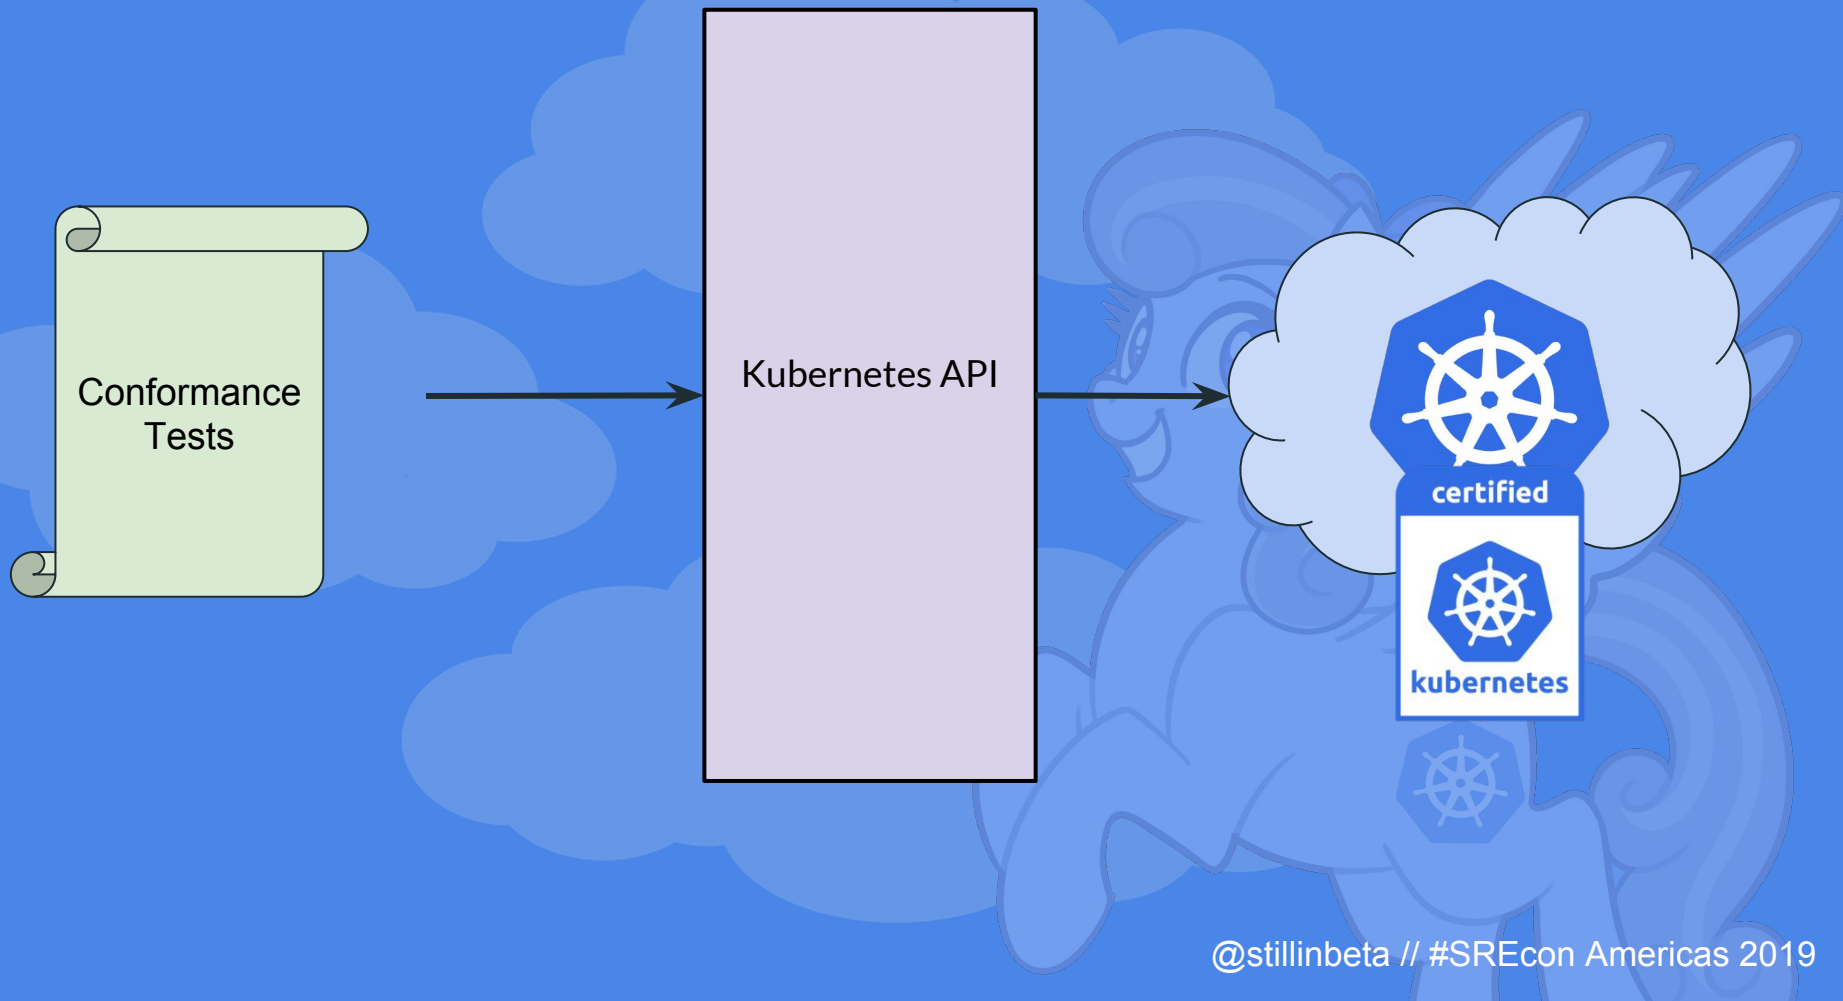 Conformance
Tests
Kubernetes API
certified
kubernetes
@stillinbeta // #SREcon Americas 2019